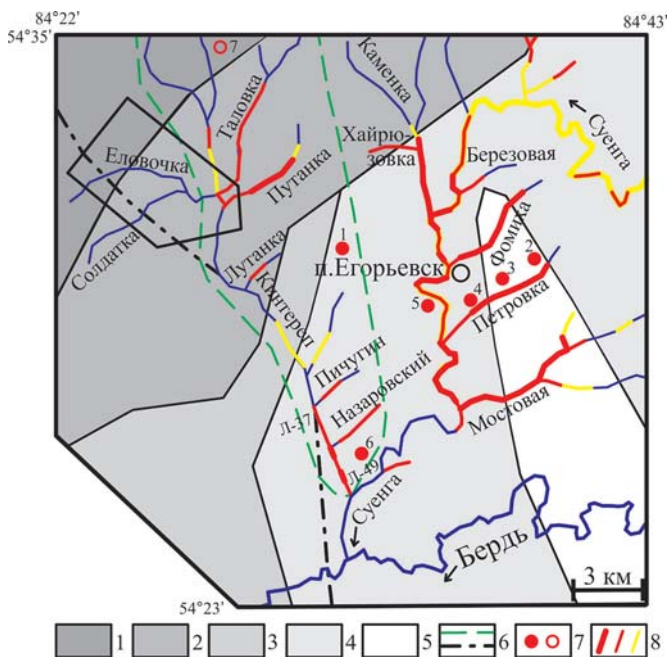 84°22'
84°43'
54°35'
7
Каменка
Таловка
Суенга
Хайрю-
зовка
Березовая
Еловочка
Путанка
Солдатка
Лутанка
1
п.Егорьевск
Фомиха
2
3
4
5
Петровка
Кинтереп
Пичугин
Назаровский
Мостовая
Л-37
6
Л-49
Суенга
Бердь
3 км
54°23'
1 2 3 4 5 6 7 8